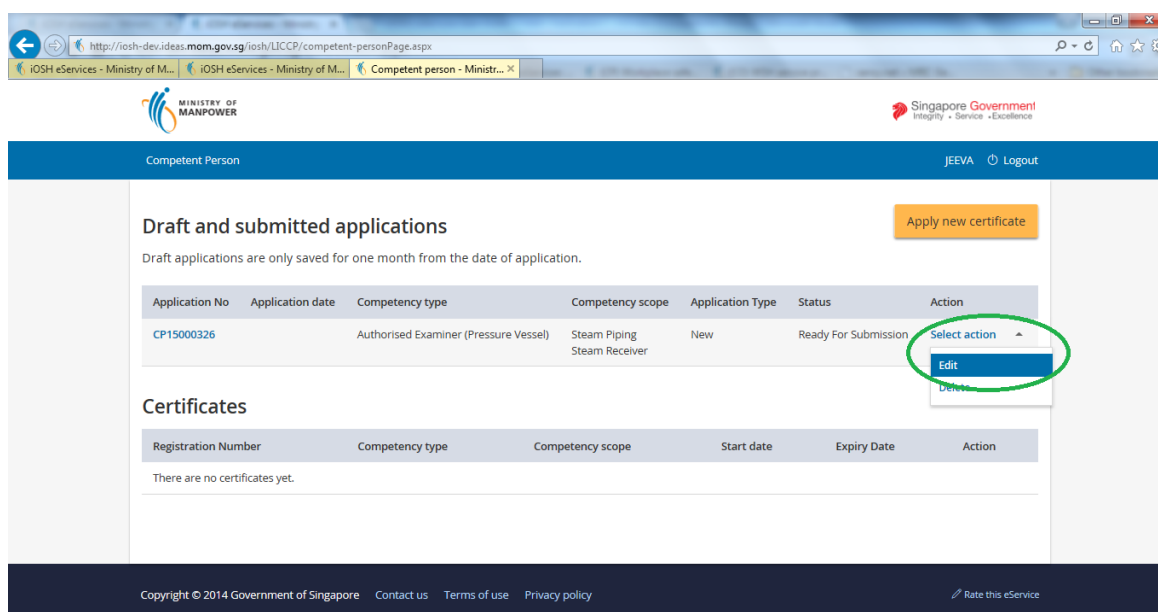 http://iosh-dev.ideas.mom.gov.sg/iosh/LICCP/competent-personPage.aspx
iOSH eServices - Ministry of M... iOSH eServices - Ministry of M... Competent person - Ministr...
MINISTRY OF
MANPOWER
Singapore Government
Integrity • Service • Excellence
Competent Person JEEVA Logout
Draft and submitted applications
Apply new certificate
Draft applications are only saved for one month from the date of application.
Application No Application date Competency type Competency scope Application Type Status Action
CP15000326 Authorised Examiner (Pressure Vessel) Steam Piping New Ready For Submission Select action
Steam Receiver
Edit
Delete
Certificates
Registration Number Competency type Competency scope Start date Expiry Date Action
There are no certificates yet.
Copyright © 2014 Government of Singapore Contact us Terms of use Privacy policy Rate this eService